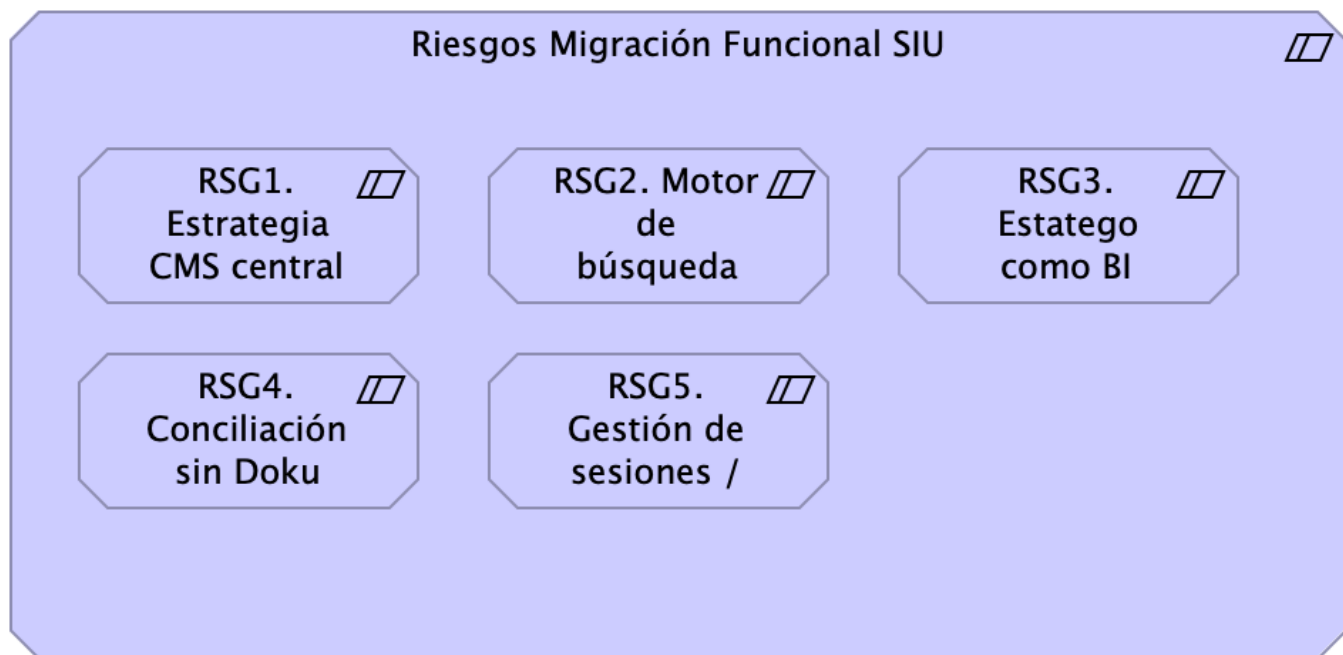 Riesgos Migración Funcional SIU
RSG1.
Estrategia
CMS central
RSG2. Motor
de
búsqueda
RSG3.
Estatego
como BI
RSG4.
Conciliación
sin Doku
RSG5.
Gestión de
sesiones /